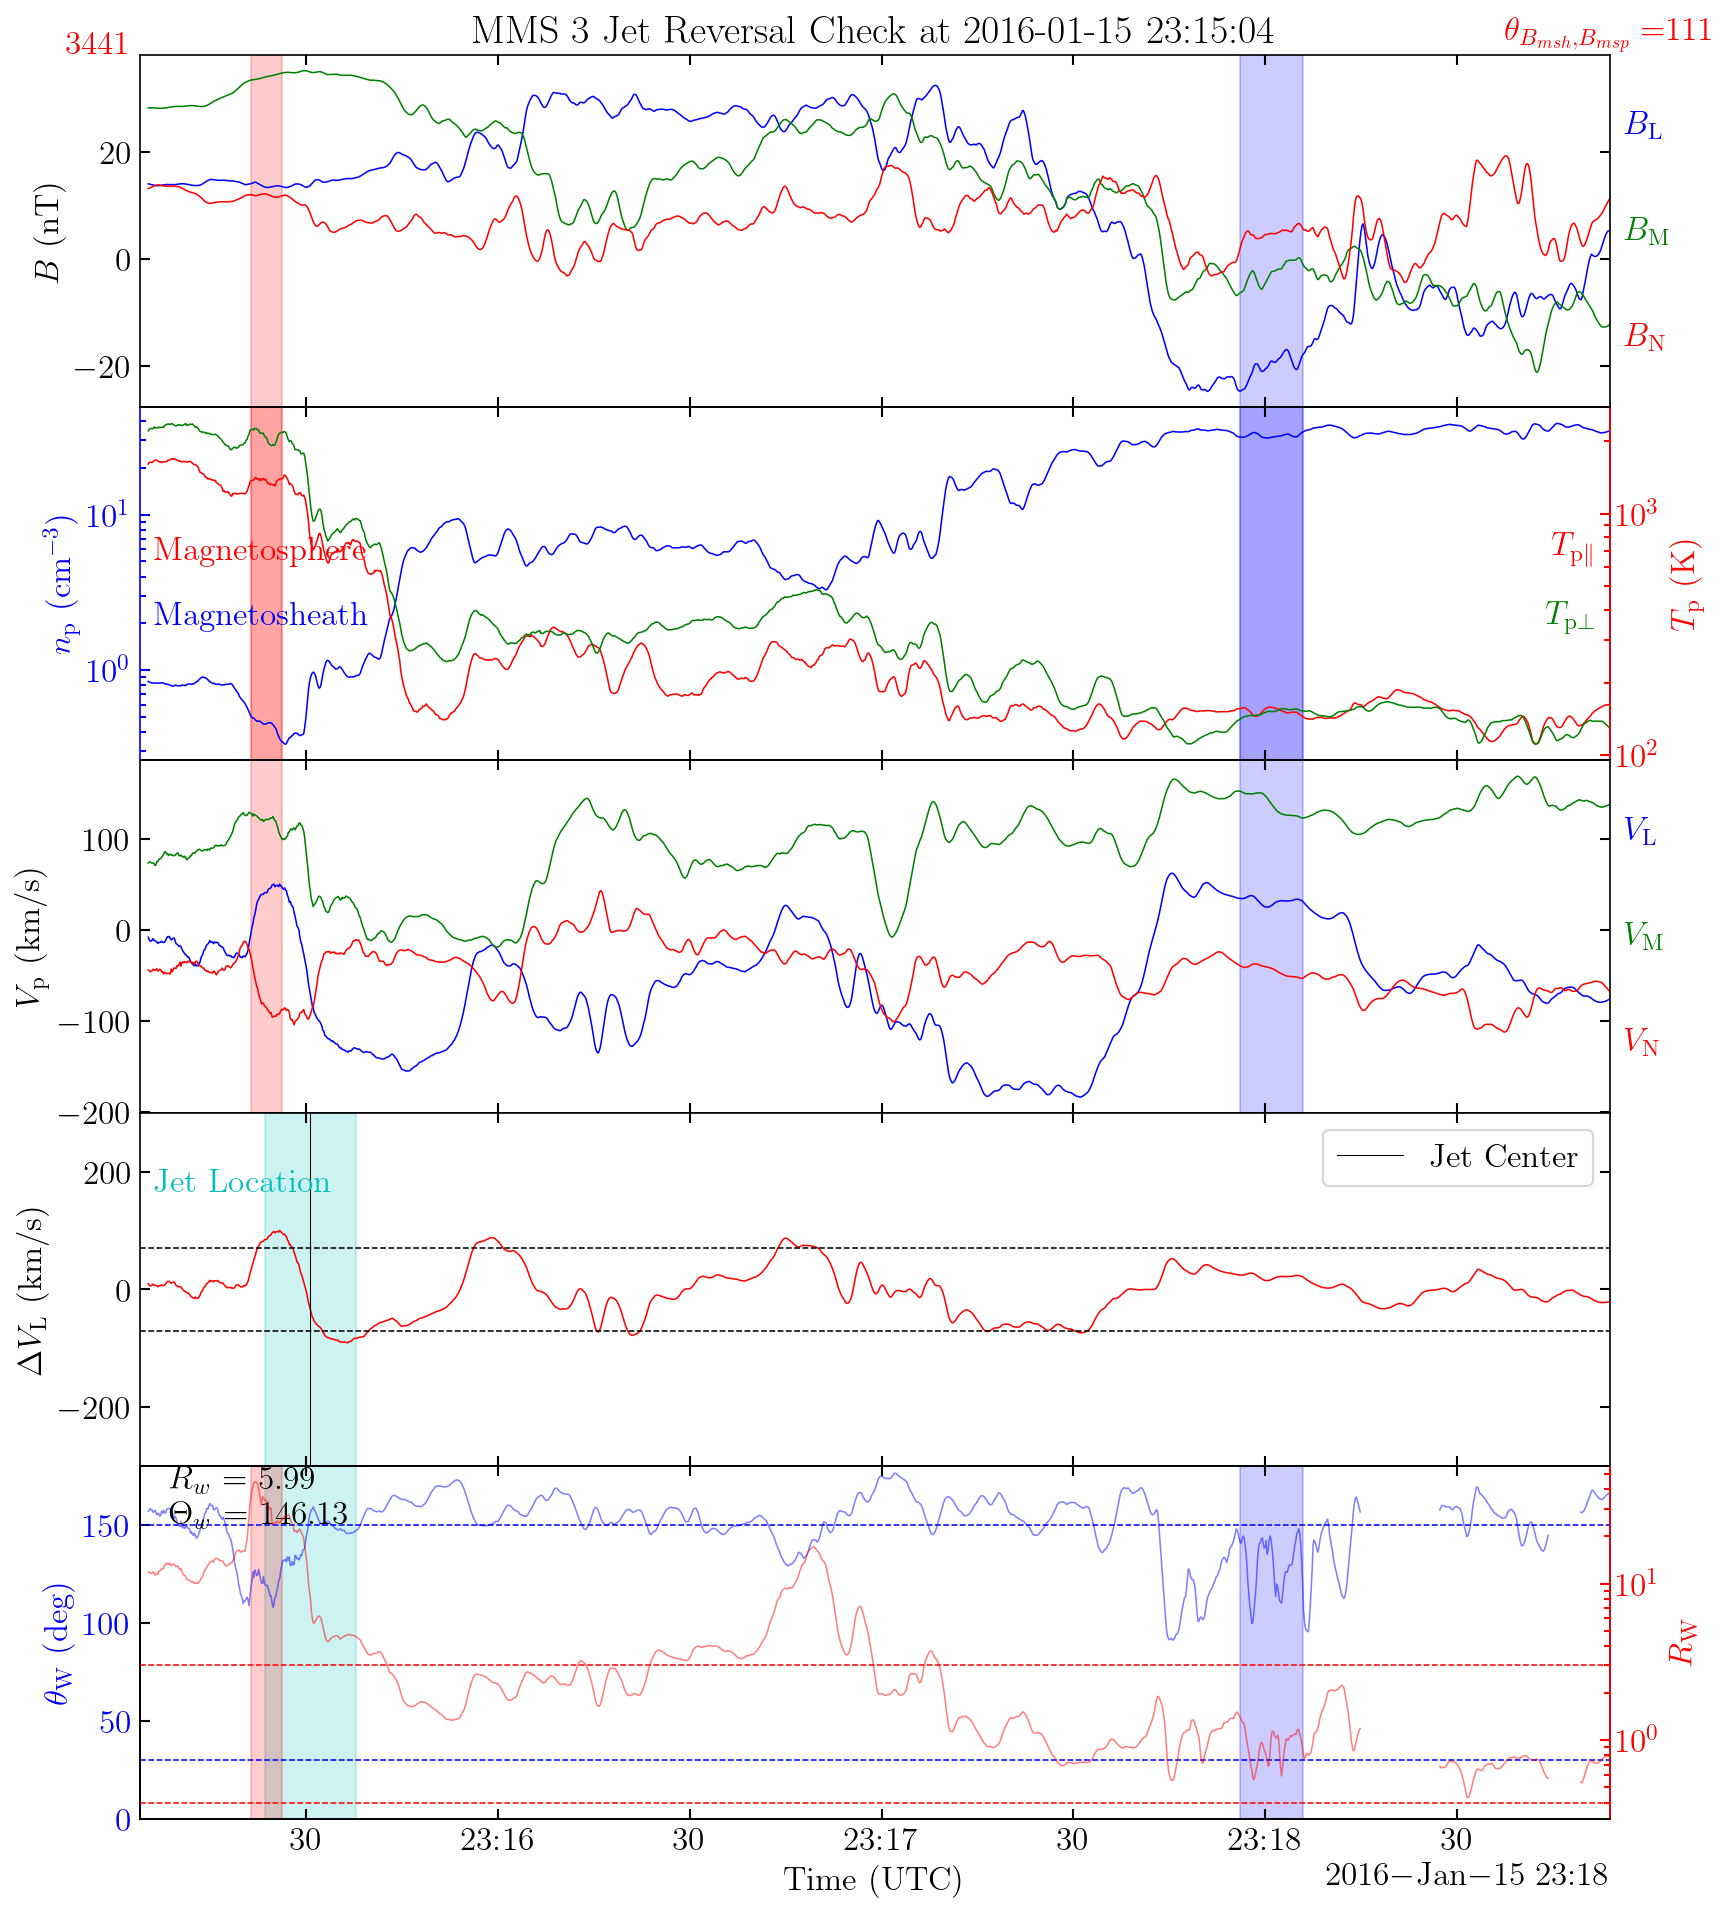 MMS 3 Jet Reversal Check at 2016-01-15 23:15:04
3441
θ_{B_{msh},B_{msp}} =111
20
0
−20
B (nT)
B_L
B_M
B_N
10^1
10^0
n_p (cm^{−3})
Magnetosphere
Magnetosheath
T_{p∥}
T_{p⊥}
10^3
10^2
T_p (K)
100
0
−100
−200
V_p (km/s)
V_L
V_M
V_N
200
0
−200
ΔV_L (km/s)
Jet Location
Jet Center
R_w = 5.99
Θ_w = 146.13
150
100
50
0
θ_W (deg)
10^1
10^0
R_W
30 23:16 30 23:17 30 23:18 30
Time (UTC)
2016−Jan−15 23:18